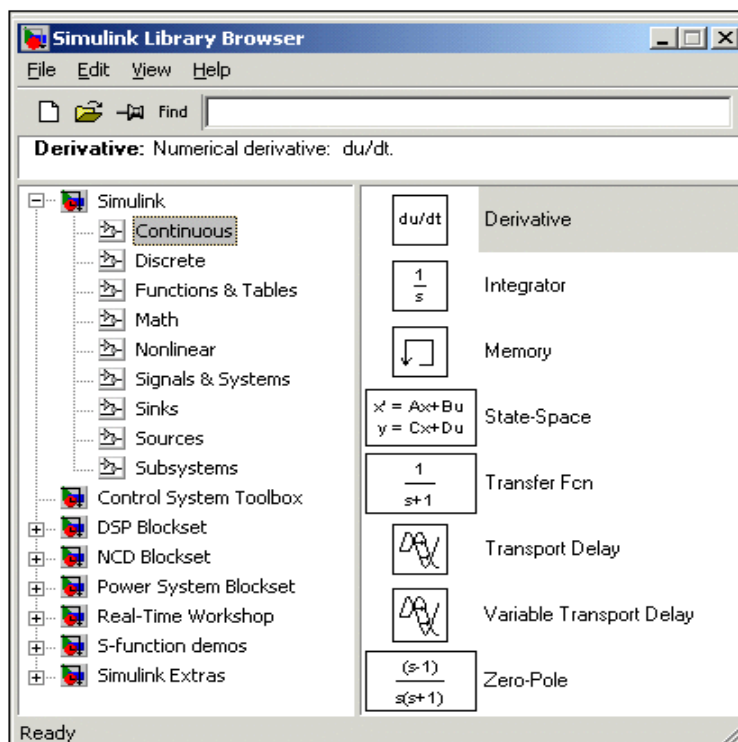 Simulink Library Browser
File Edit View Help
Find
Derivative: Numerical derivative: du/dt.
Simulink
Continuous
Discrete
Functions & Tables
Math
Nonlinear
Signals & Systems
Sinks
Sources
Subsystems
Control System Toolbox
DSP Blockset
NCD Blockset
Power System Blockset
Real-Time Workshop
S-function demos
Simulink Extras
du/dt Derivative
1
s
Integrator
Memory
x' = Ax+Bu
y = Cx+Du
State-Space
1
s+1
Transfer Fcn
Transport Delay
Variable Transport Delay
(s-1)
s(s+1)
Zero-Pole
Ready